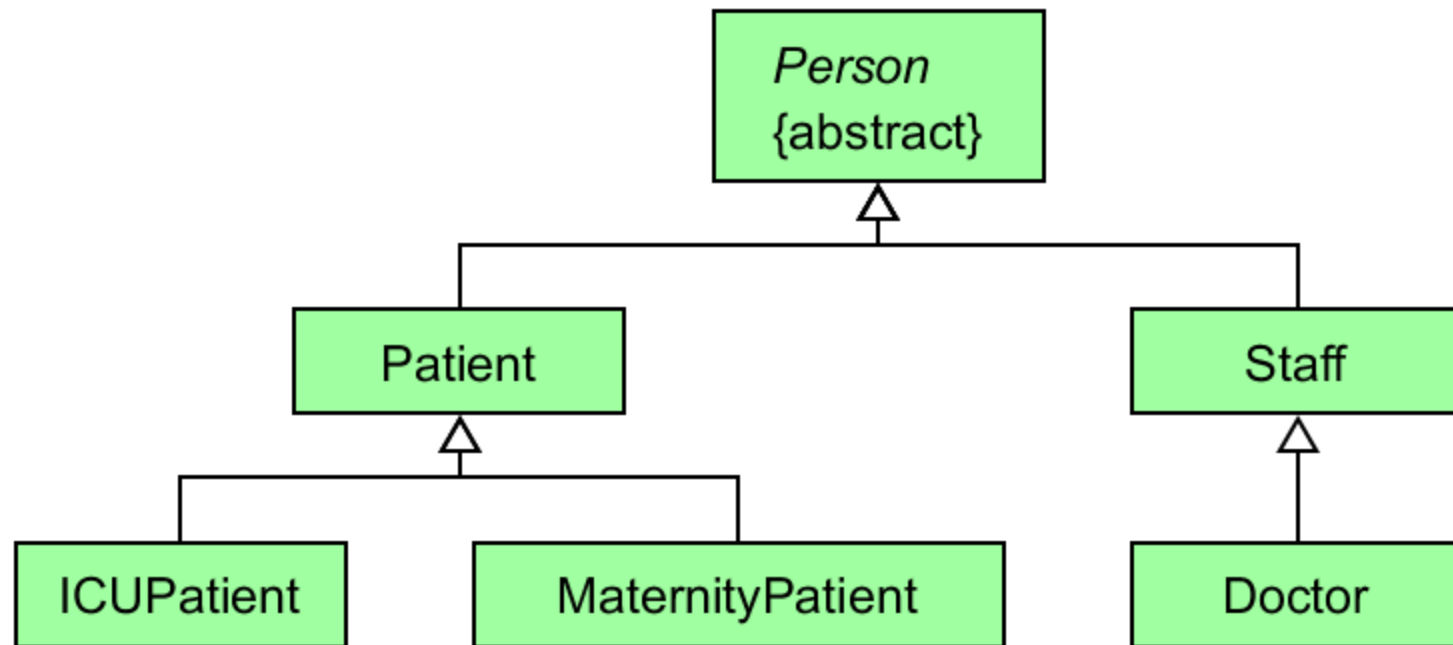 Person
{abstract}
Patient
Staff
ICUPatient
MaternityPatient
Doctor